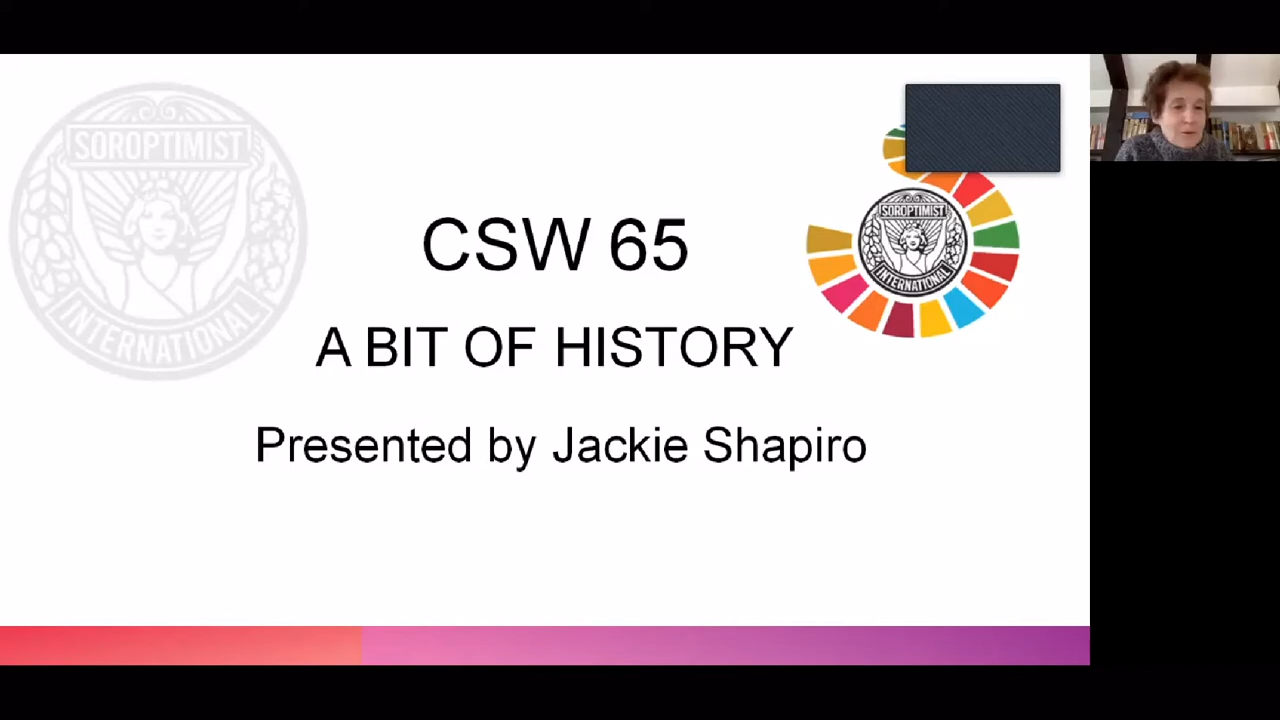 SOROPTIMIST
INTERNATIONAL
CSW 65
A BIT OF HISTORY
Presented by Jackie Shapiro
SOROPTIMIST
INTERNATIONAL